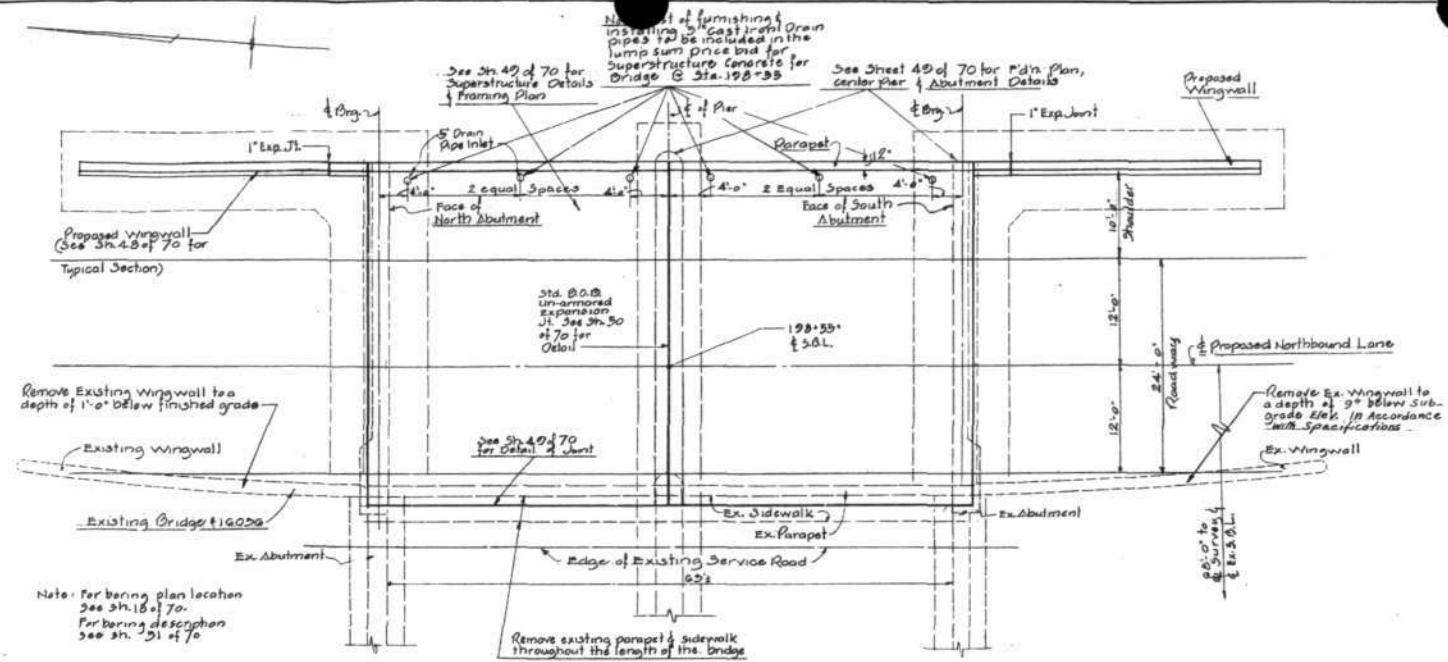 of furnishing &
installing 5" Cast Iron Drain
pipes to be included in the
lump sum price bid for
Superstructure Concrete for
Bridge @ Sta. 198+55
See Sh. 49 of 70 for
Superstructure Details
& Framing Plan
See Sheet 49 of 70 for F'd'n. Plan,
center Pier & Abutment Details
Proposed
Wingwall
℄ Brg.
℄ of Pier
℄ Brg.
1" Exp. Jt.
5" Drain
Pipe Inlet
Parapet
1" Exp. Joint
12"
4'-0"
2 equal Spaces
4'-0"
4'-0"
2 Equal Spaces
4'-0"
Face of
North Abutment
Face of South
Abutment
10'-0"
Shoulder
Proposed Wingwall
(See Sh. 48 of 70 for
Typical Section)
Std.
Un-armored
Expansion
Jt. See Sh. 50
of 70 for
Detail
198+55
℄ S.B.L.
12'-0"
24'-0"
Roadway
℄ Proposed Northbound Lane
12'-0"
Remove Existing Wingwall to a
depth of 1'-0" below finished grade
Remove Ex. Wingwall to
a depth of 9" below Sub-
grade Elev. in Accordance
with Specifications
Existing Wingwall
See Sh. 49 of 70
for Detail of Joint
Ex. Wingwall
Existing Bridge
Ex. Sidewalk
Ex. Abutment
Ex. Parapet
Ex. Abutment
Edge of Existing Service Road
to
℄ Survey &
℄ Ex. S.B.L.
Note: For boring plan location
See sh. 18 of 70.
For boring description
see sh. 51 of 70
Remove existing parapet & sidewalk
throughout the length of the bridge